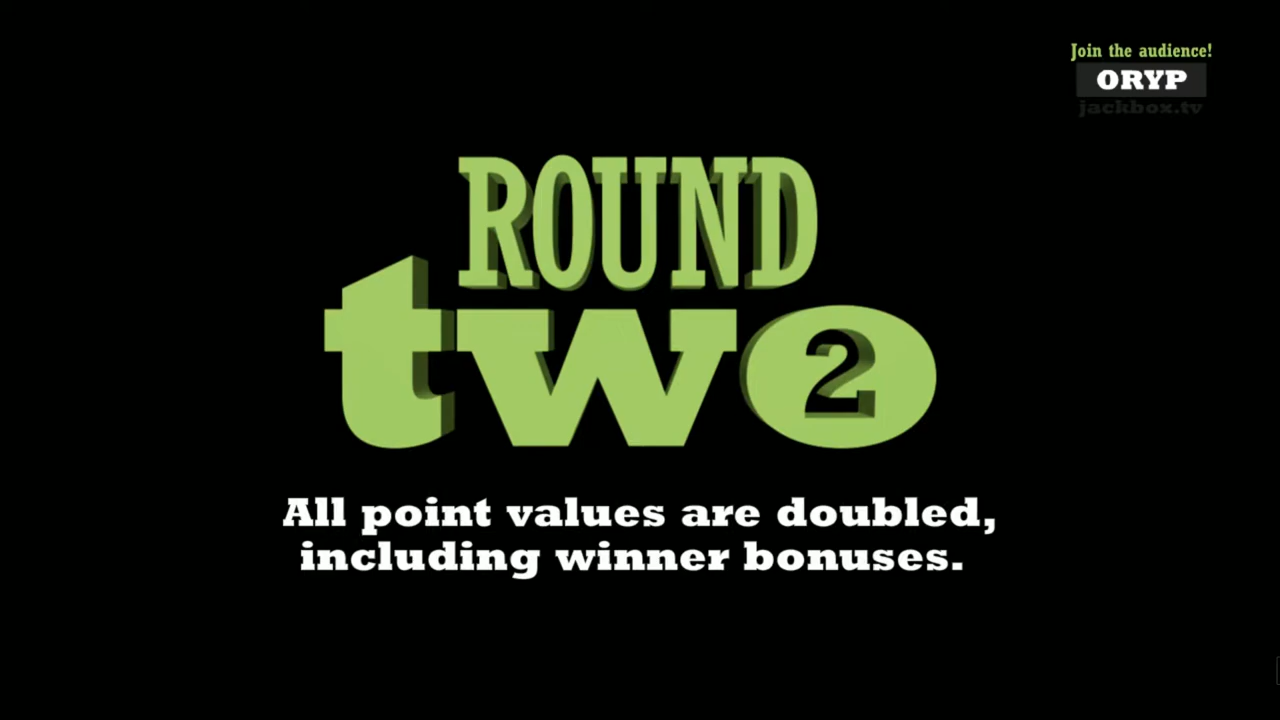 Join the audience!
ORYP
jackbox.tv
ROUND
two
2
All point values are doubled,
including winner bonuses.